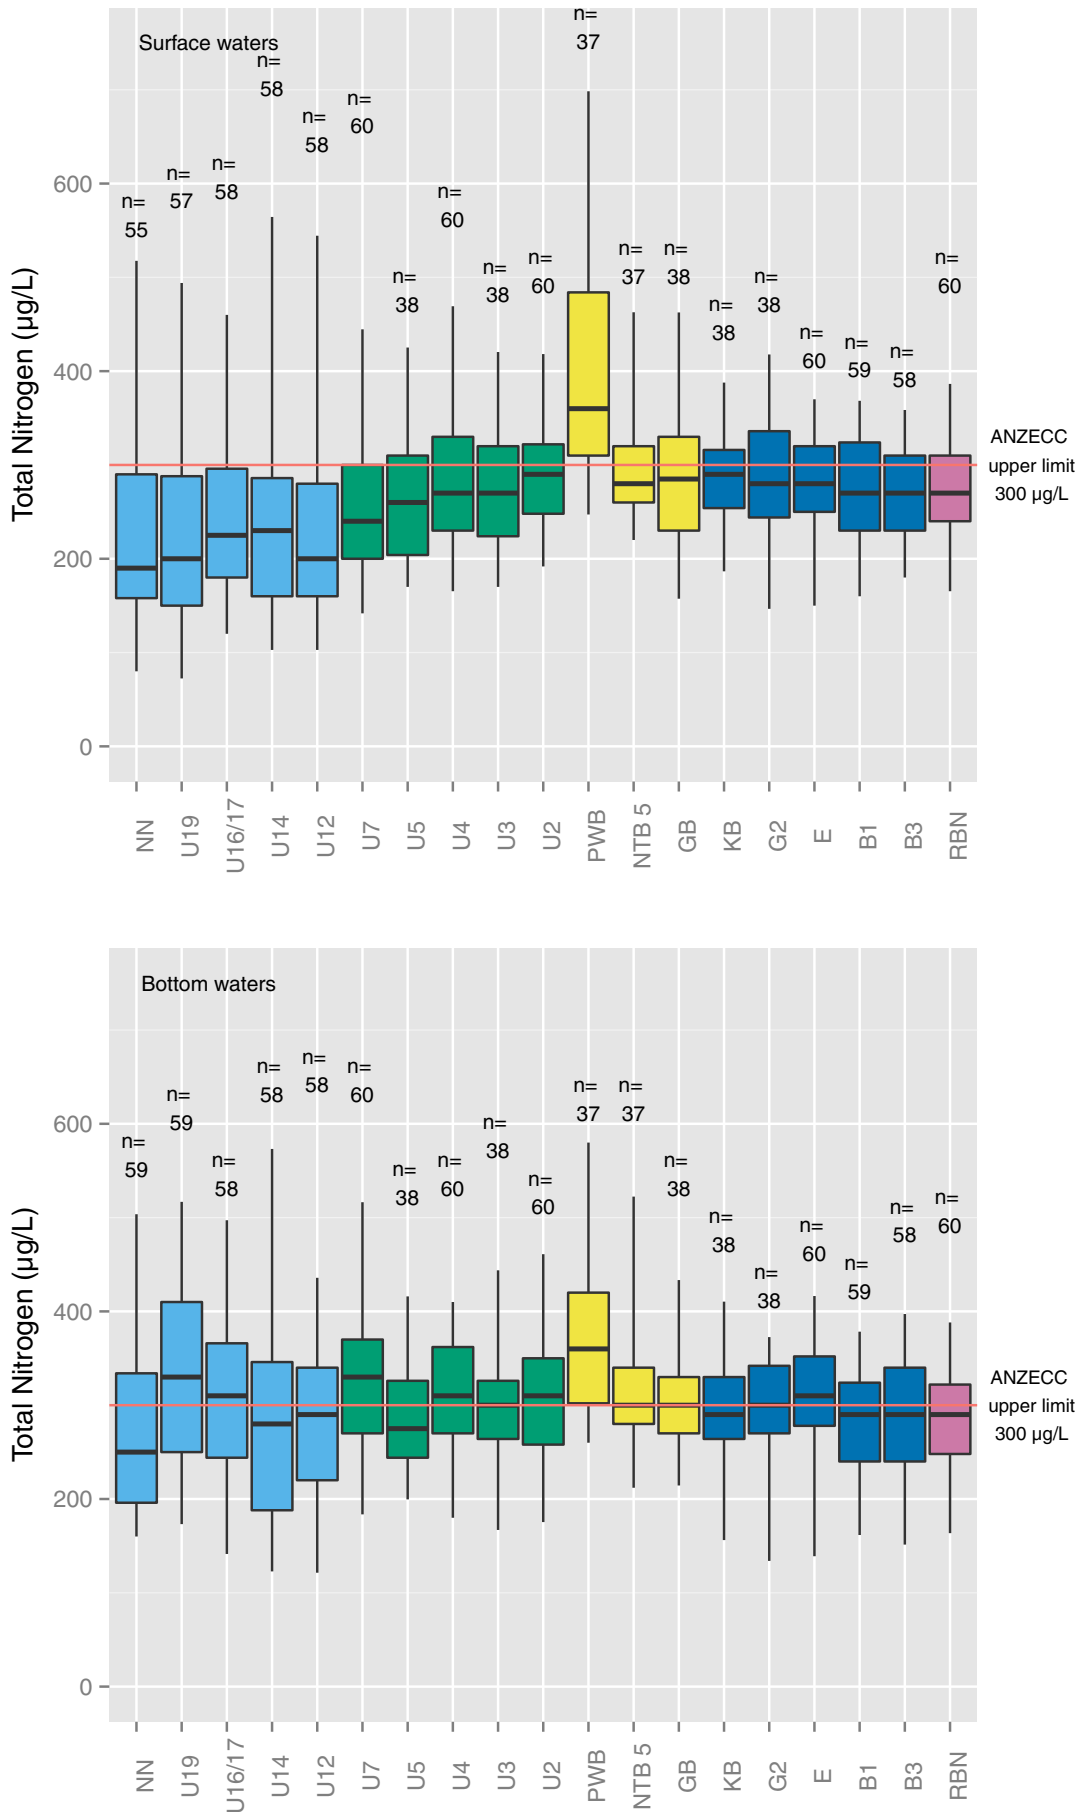 Surface waters
n=
37
n=
58
n=
60
n=
58
n=
58
n=
57
n=
55
n=
60
n=
38
n=
38
n=
60
n=
37
n=
38
n=
38
n=
38
n=
60
n=
59
n=
58
n=
60
600
400
200
0
Total Nitrogen (µg/L)
ANZECC
upper limit
300 µg/L
NN
U19
U16/17
U14
U12
U7
U5
U4
U3
U2
PWB
NTB 5
GB
KB
G2
E
B1
B3
RBN
Bottom waters
n=
59
n=
59
n=
58
n=
58
n=
58
n=
60
n=
38
n=
60
n=
38
n=
60
n=
37
n=
37
n=
38
n=
38
n=
38
n=
60
n=
59
n=
58
n=
60
600
400
200
0
Total Nitrogen (µg/L)
ANZECC
upper limit
300 µg/L
NN
U19
U16/17
U14
U12
U7
U5
U4
U3
U2
PWB
NTB 5
GB
KB
G2
E
B1
B3
RBN